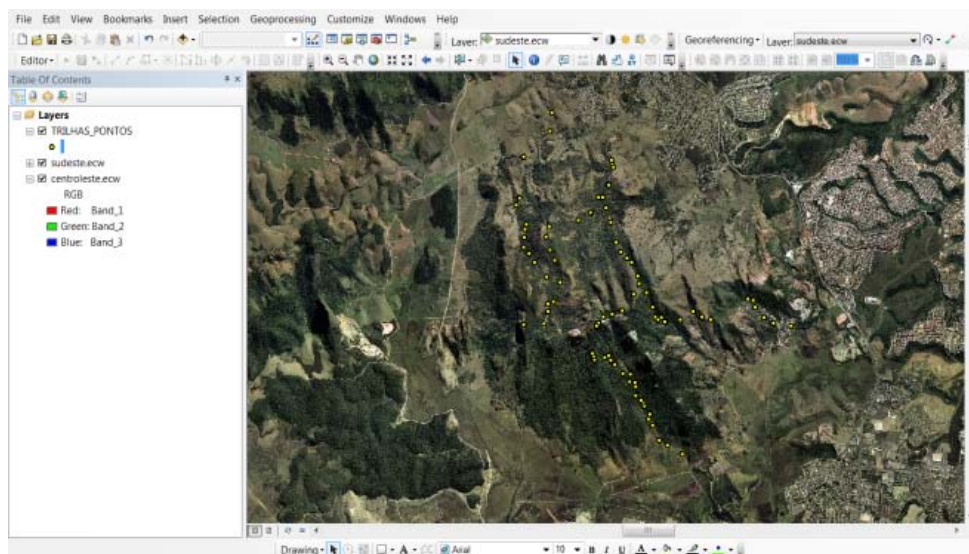 File Edit View Bookmarks Insert Selection Geoprocessing Customize Windows Help
Layer: sudeste.ecw Georeferencing Layer: sudeste.ecw
Editor
Table Of Contents
Layers
TRILHAS_PONTOS
sudeste.ecw
centroleste.ecw
RGB
Red: Band_1
Green: Band_2
Blue: Band_3
Drawing A Arial 10 B I U A